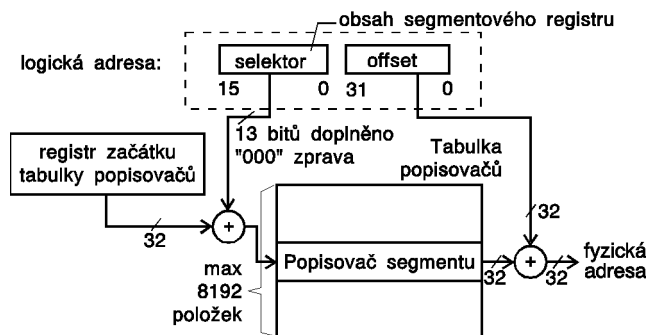 obsah segmentového registru
logická adresa:
selektor
offset
15
0
31
0
13 bitů doplněno
"000" zprava
registr začátku
tabulky popisovačů
Tabulka
popisovačů
32
32
+
Popisovač segmentu
32
+
32
fyzická
adresa
max
8192
položek